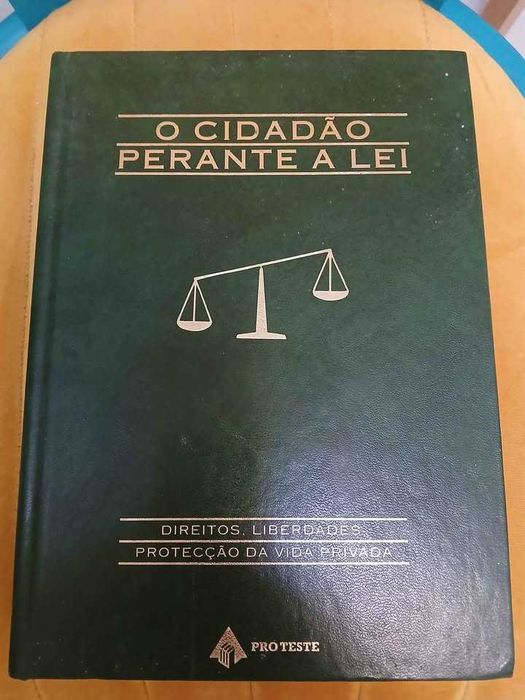 O CIDADÃO
PERANTE A LEI
DIREITOS, LIBERDADES,
PROTECÇÃO DA VIDA PRIVADA
PRO TESTE